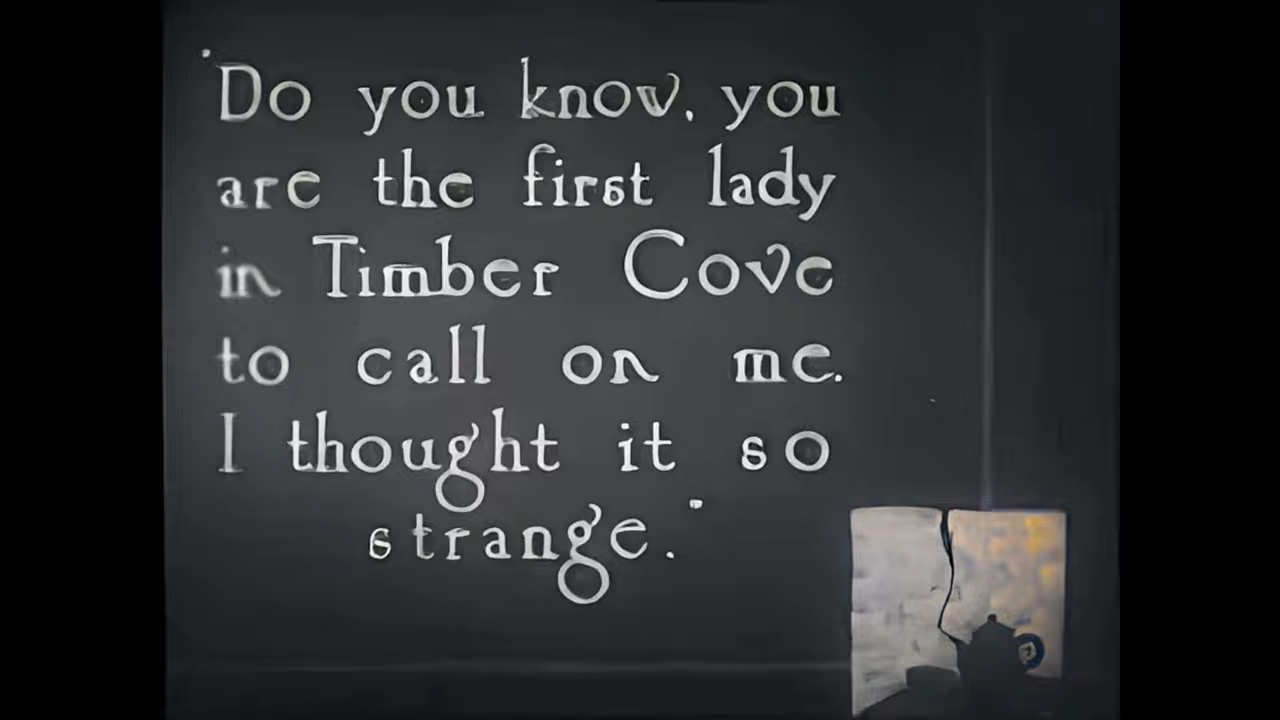 "Do you know, you
are the first lady
in Timber Cove
to call on me.
I thought it so
strange."